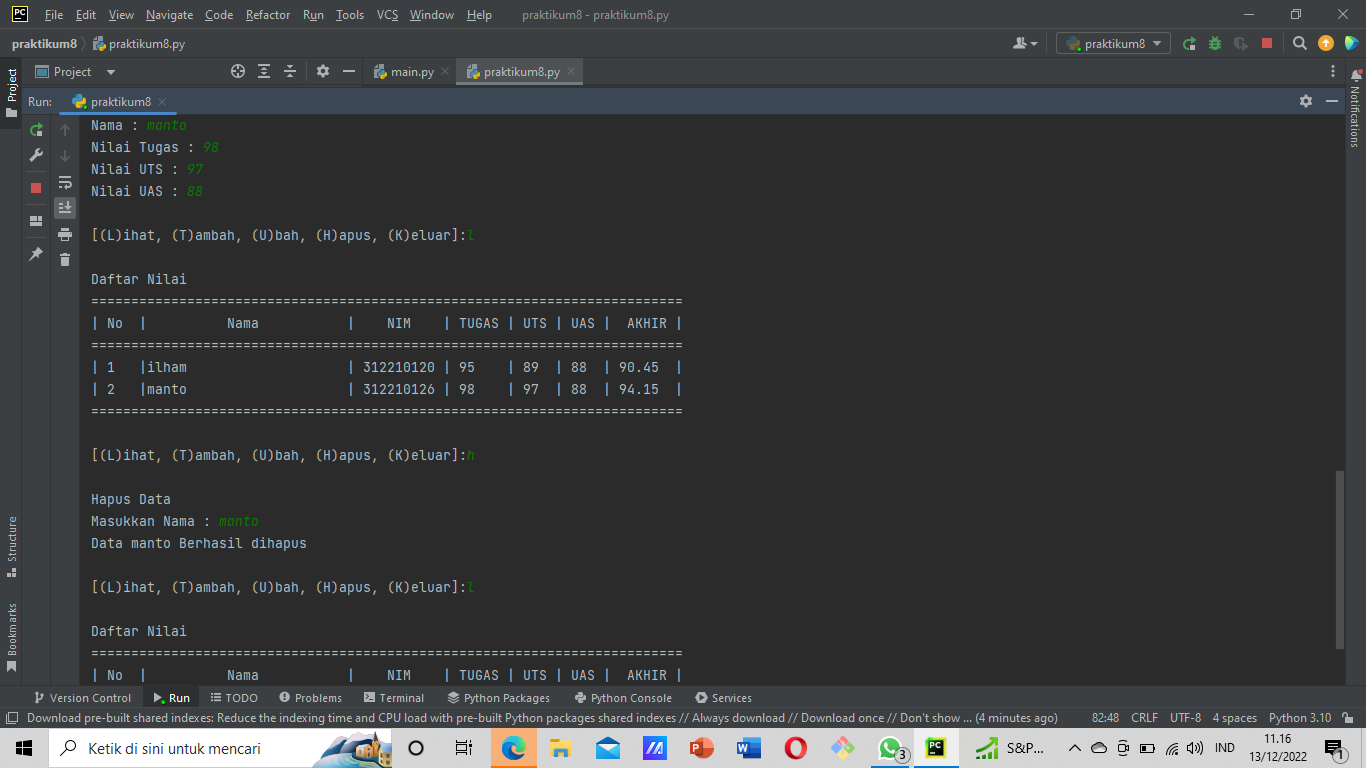 File Edit View Navigate Code Refactor Run Tools VCS Window Help praktikum8 - praktikum8.py
praktikum8 praktikum8.py praktikum8
Project Project main.py praktikum8.py
Run: praktikum8
Notifications
Nama : manto
Nilai Tugas : 98
Nilai UTS : 97
Nilai UAS : 88
[(L)ihat, (T)ambah, (U)bah, (H)apus, (K)eluar]:l
Daftar Nilai
==========================================================================
| No  |          Nama           |    NIM    | TUGAS | UTS | UAS |  AKHIR |
==========================================================================
| 1   |ilham                    | 312210120 | 95    | 89  | 88  | 90.45  |
| 2   |manto                    | 312210126 | 98    | 97  | 88  | 94.15  |
==========================================================================
[(L)ihat, (T)ambah, (U)bah, (H)apus, (K)eluar]:h
Hapus Data
Masukkan Nama : manto
Data manto Berhasil dihapus
[(L)ihat, (T)ambah, (U)bah, (H)apus, (K)eluar]:l
Daftar Nilai
==========================================================================
| No  |          Nama           |    NIM    | TUGAS | UTS | UAS |  AKHIR |
Structure
Bookmarks
Version Control Run TODO Problems Terminal Python Packages Python Console Services
Download pre-built shared indexes: Reduce the indexing time and CPU load with pre-built Python packages shared indexes // Always download // Download once // Don't show ... (4 minutes ago) 82:48 CRLF UTF-8 4 spaces Python 3.10
Ketik di sini untuk mencari 3 PC S&P... IND 11.16
13/12/2022 1